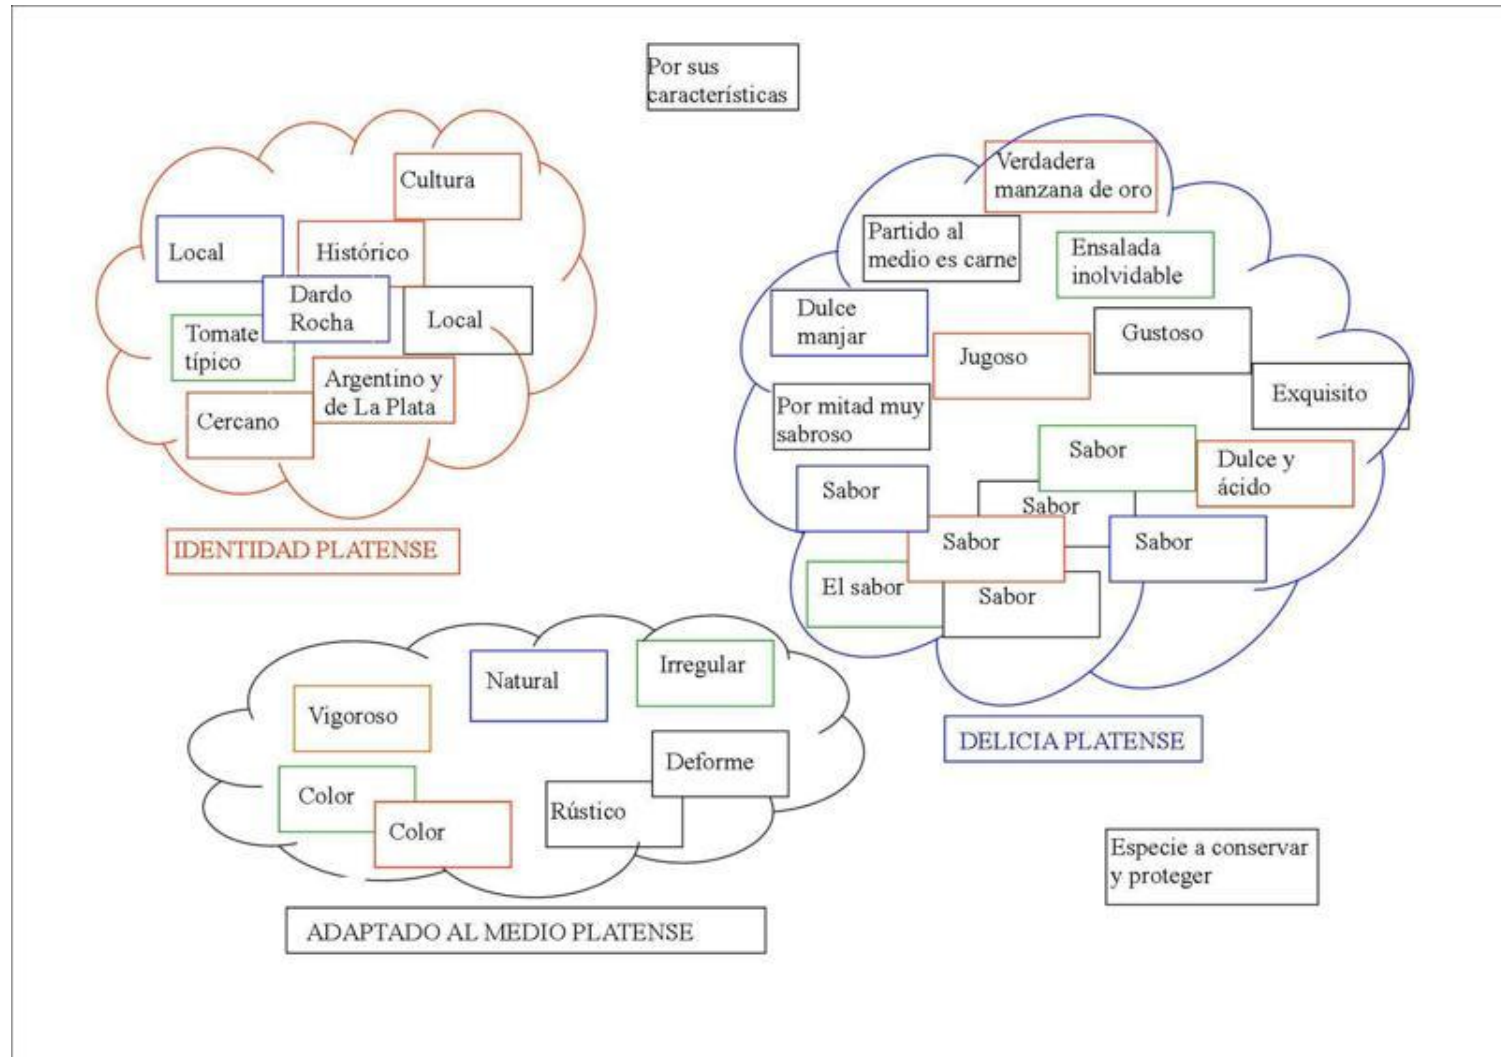 Por sus
características
Cultura
Local
Histórico
Dardo
Rocha
Local
Tomate
típico
Argentino y
de La Plata
Cercano
IDENTIDAD PLATENSE
Verdadera
manzana de oro
Partido al
medio es carne
Ensalada
inolvidable
Dulce
manjar
Gustoso
Jugoso
Exquisito
Por mitad muy
sabroso
Sabor
Dulce y
ácido
Sabor
Sabor
Sabor
Sabor
El sabor
Sabor
DELICIA PLATENSE
Irregular
Natural
Vigoroso
Deforme
Color
Rústico
Color
ADAPTADO AL MEDIO PLATENSE
Especie a conservar
y proteger